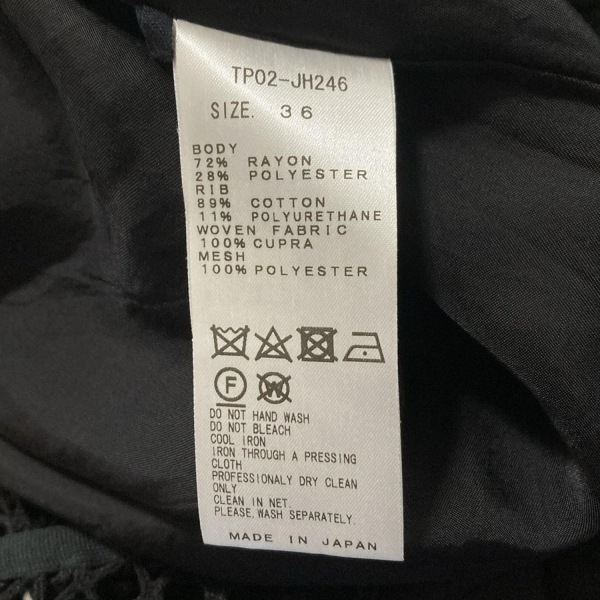 TP02-JH246
SIZE. 36
BODY
72% RAYON
28% POLYESTER
RIB
89% COTTON
11% POLYURETHANE
WOVEN FABRIC
100% CUPRA
MESH
100% POLYESTER
F W
DO NOT HAND WASH
DO NOT BLEACH
COOL IRON
IRON THROUGH A PRESSING
CLOTH
PROFESSIONALY DRY CLEAN
ONLY
CLEAN IN NET.
PLEASE.WASH SEPARATELY.
MADE IN JAPAN